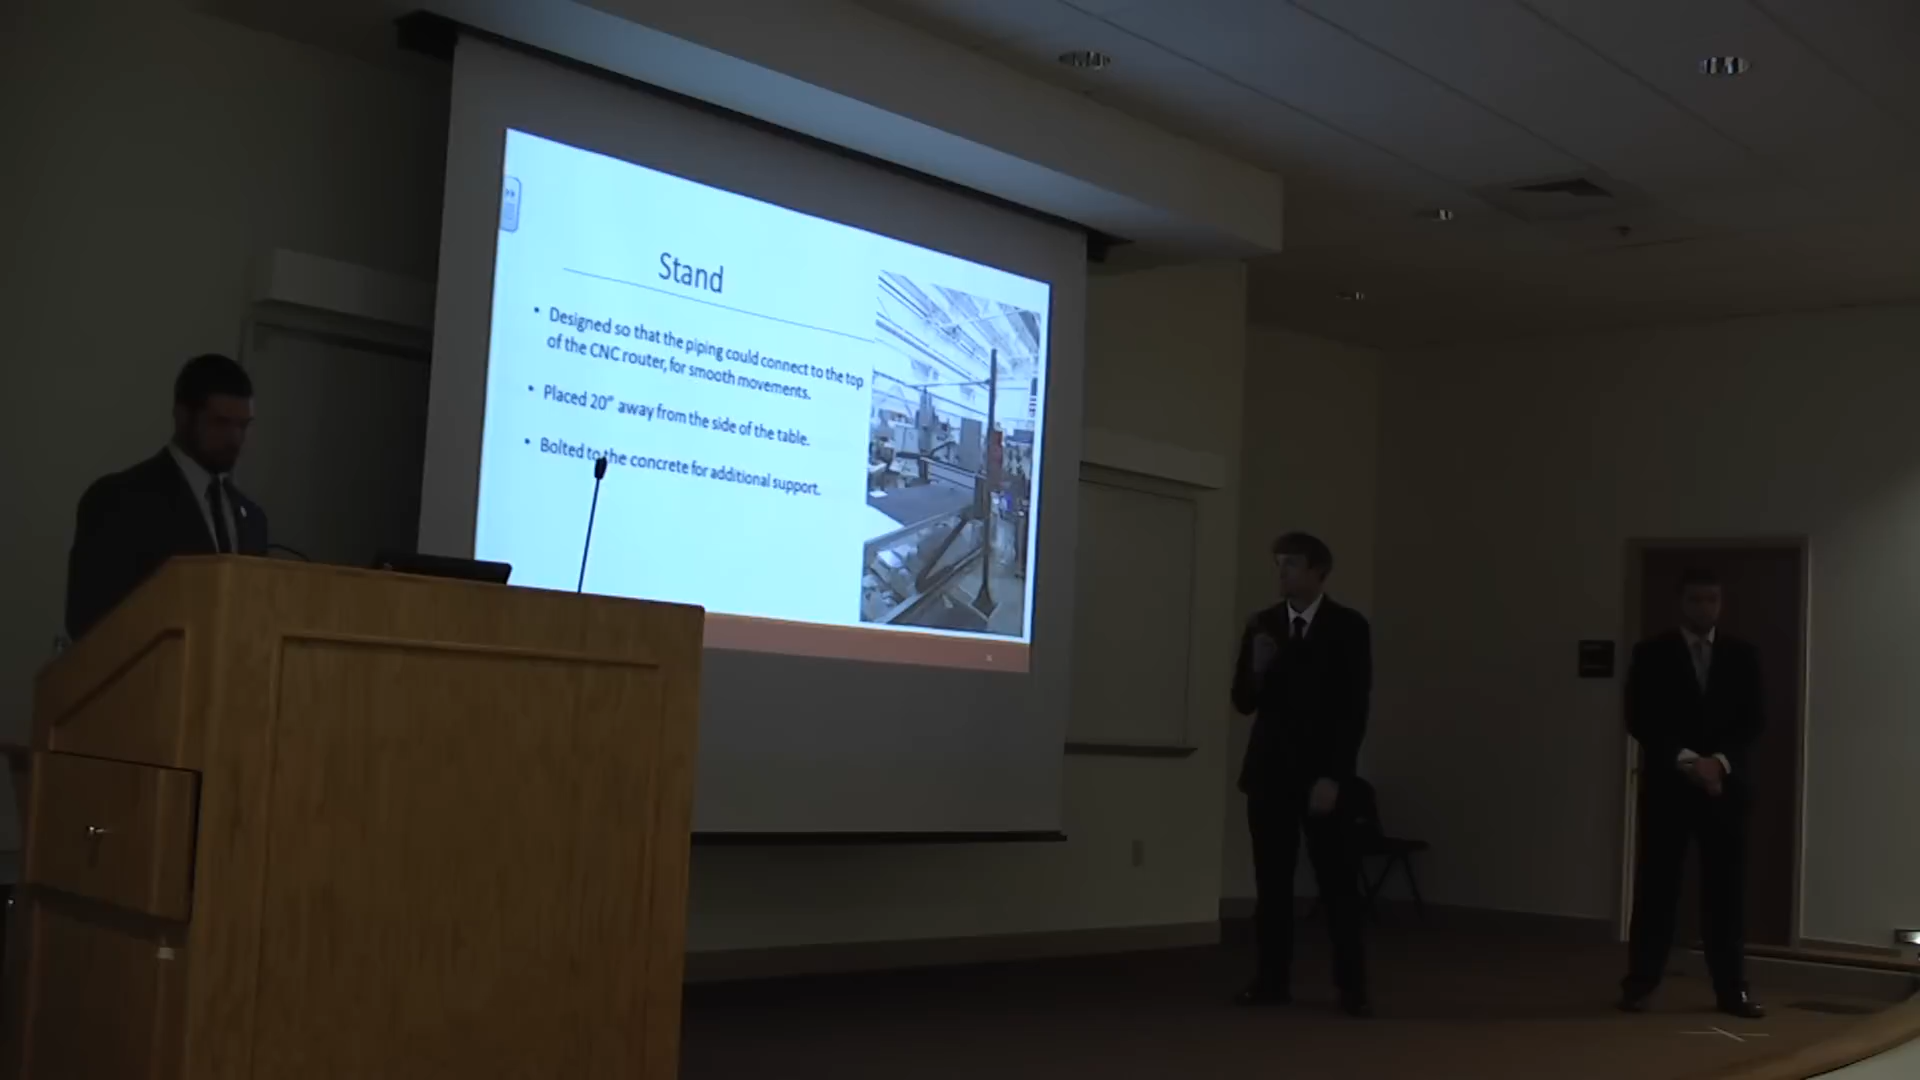 Stand
• Designed so that the piping could connect to the top
of the CNC router, for smooth movements.
• Placed 20" away from the side of the table.
• Bolted to the concrete for additional support.